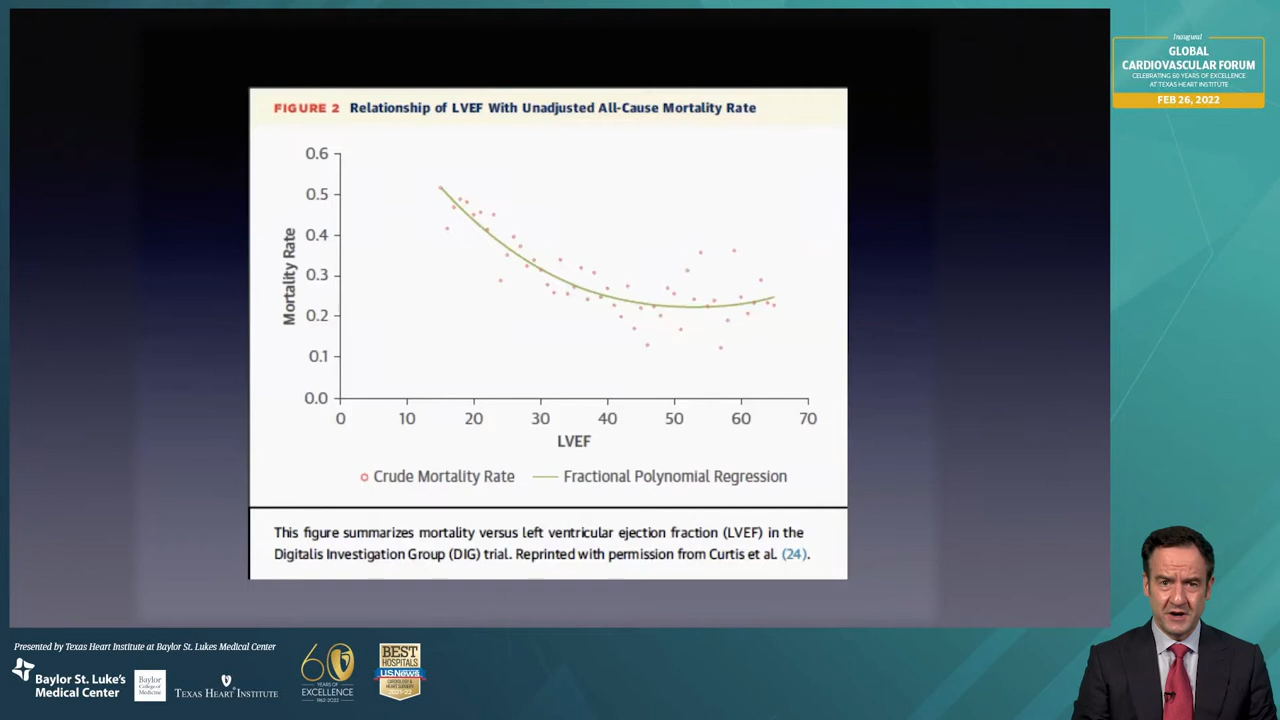 Inaugural
GLOBAL
CARDIOVASCULAR FORUM
CELEBRATING 60 YEARS OF EXCELLENCE
AT TEXAS HEART INSTITUTE
FEB 26, 2022
FIGURE 2 Relationship of LVEF With Unadjusted All-Cause Mortality Rate
Mortality Rate
0.6
0.5
0.4
0.3
0.2
0.1
0.0
0 10 20 30 40 50 60 70
LVEF
Crude Mortality Rate Fractional Polynomial Regression
This figure summarizes mortality versus left ventricular ejection fraction (LVEF) in the
Digitalis Investigation Group (DIG) trial. Reprinted with permission from Curtis et al. (24).
Presented by Texas Heart Institute at Baylor St. Lukes Medical Center
Baylor St. Luke's
Medical Center
Baylor
College of
Medicine
TEXAS HEART INSTITUTE
60
YEARS OF
EXCELLENCE
1962-2022
BEST
HOSPITALS
U.S. News
CARDIOLOGY &
HEART SURGERY
2021-22